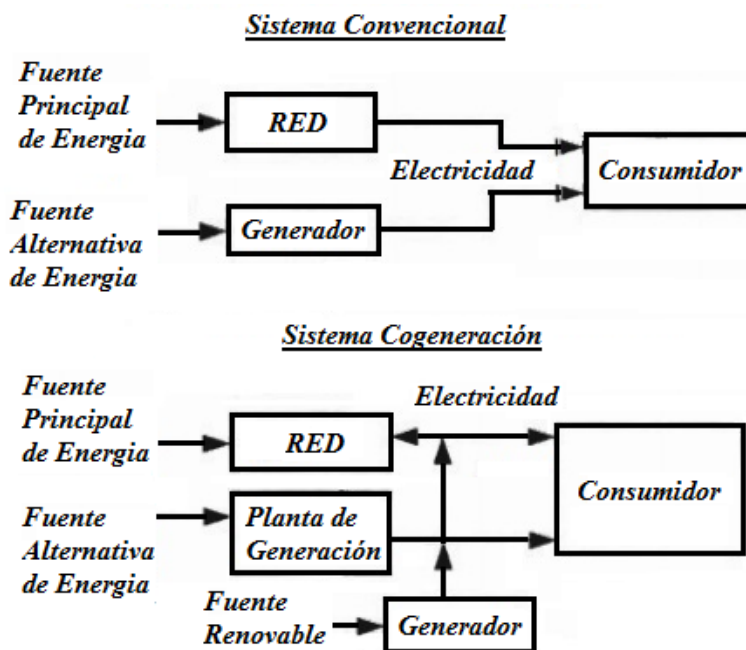 Sistema Convencional
Fuente
Principal
de Energia
RED
Electricidad
Consumidor
Fuente
Alternativa
de Energia
Generador
Sistema Cogeneración
Fuente
Principal
de Energia
RED
Electricidad
Consumidor
Fuente
Alternativa
de Energia
Planta de
Generación
Fuente
Renovable
Generador